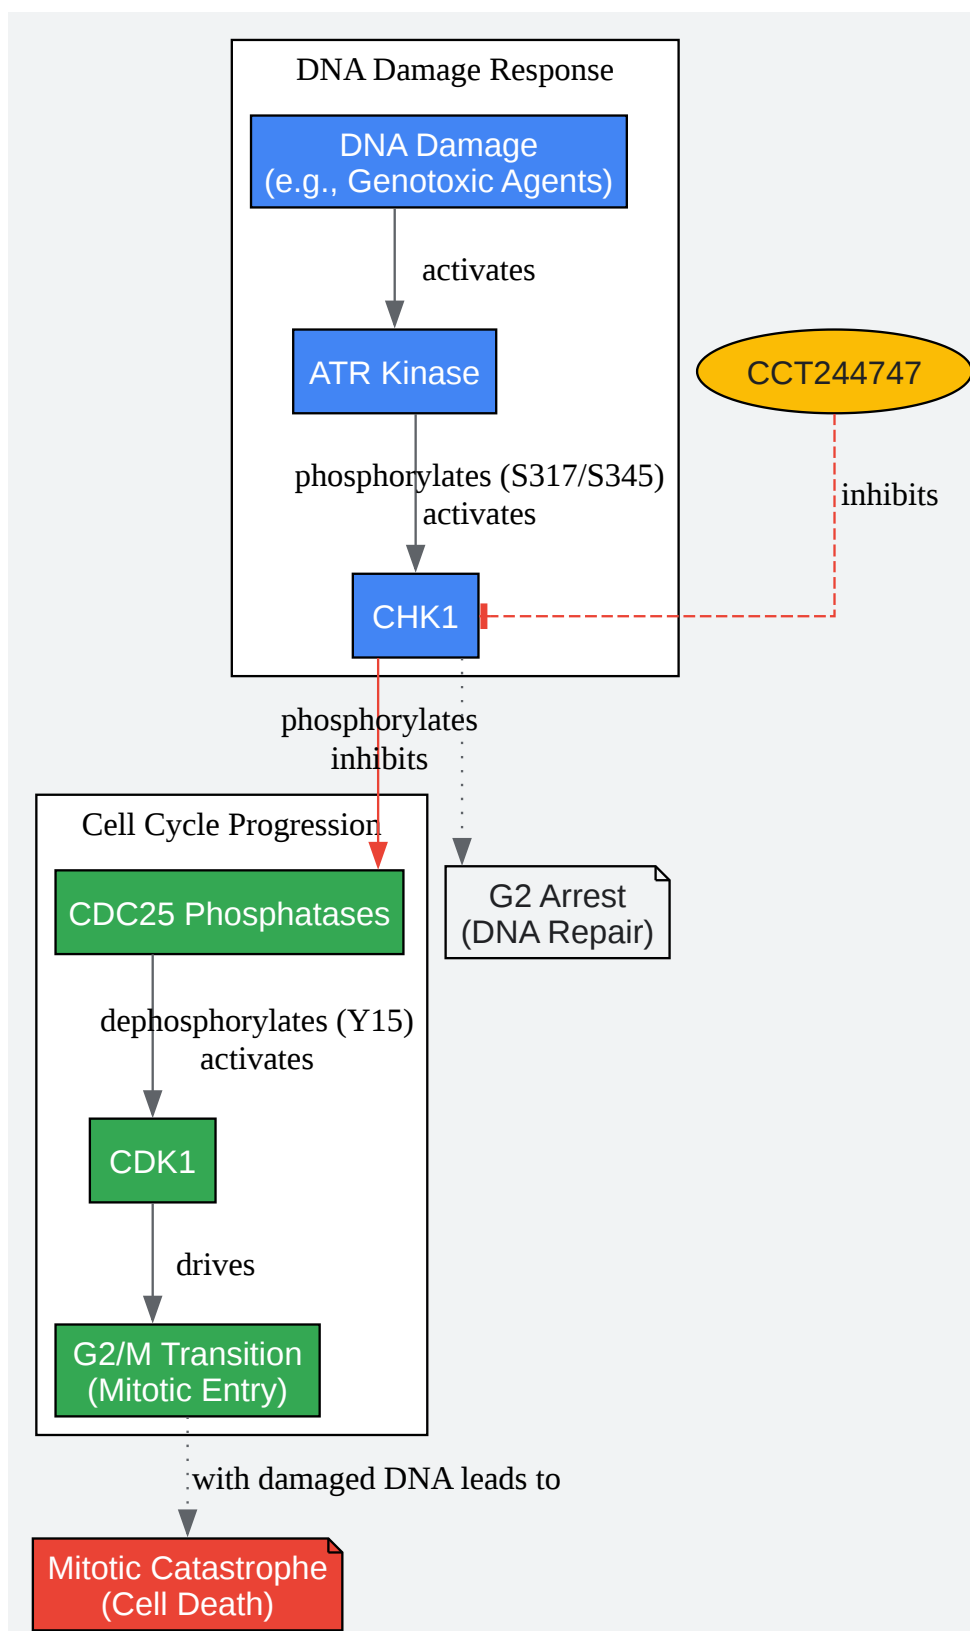 DNA Damage Response
DNA Damage
(e.g., Genotoxic Agents)
activates
ATR Kinase
CCT244747
phosphorylates (S317/S345)
activates
inhibits
CHK1
phosphorylates
inhibits
Cell Cycle Progression
CDC25 Phosphatases
G2 Arrest
(DNA Repair)
dephosphorylates (Y15)
activates
CDK1
drives
G2/M Transition
(Mitotic Entry)
with damaged DNA leads to
Mitotic Catastrophe
(Cell Death)